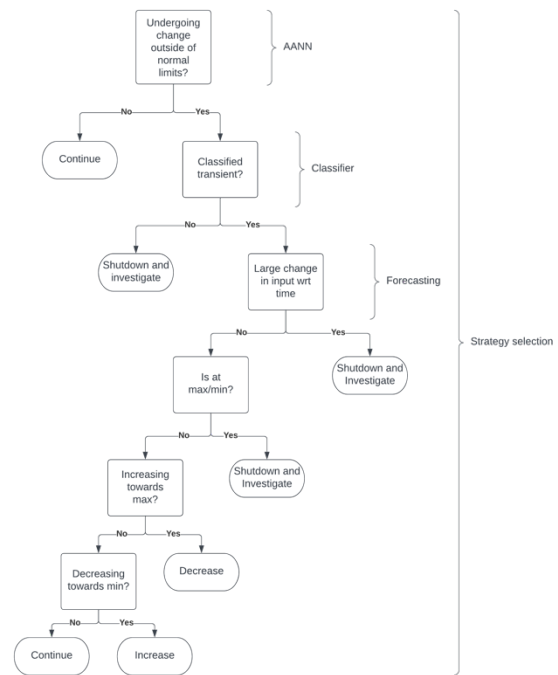 Undergoing
change
outside of
normal
limits?
AANN
No
Yes
Continue
Classified
transient?
Classifier
No
Yes
Shutdown and
investigate
Large change
in input wrt
time
Forecasting
No
Yes
Strategy selection
Is at
max/min?
Shutdown and
Investigate
No
Yes
Increasing
towards
max?
Shutdown and
Investigate
No
Yes
Decreasing
towards min?
Decrease
No
Yes
Continue
Increase